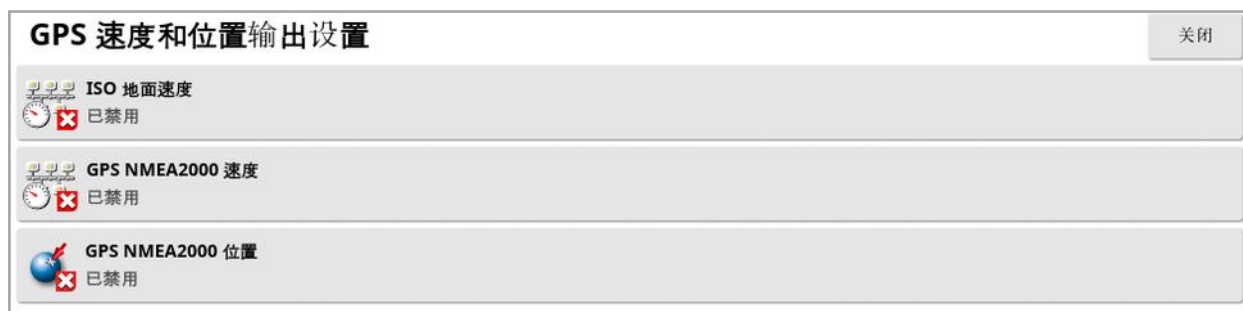 GPS 速度和位置输出设置
关闭
ISO 地面速度
已禁用
GPS NMEA2000 速度
已禁用
GPS NMEA2000 位置
已禁用